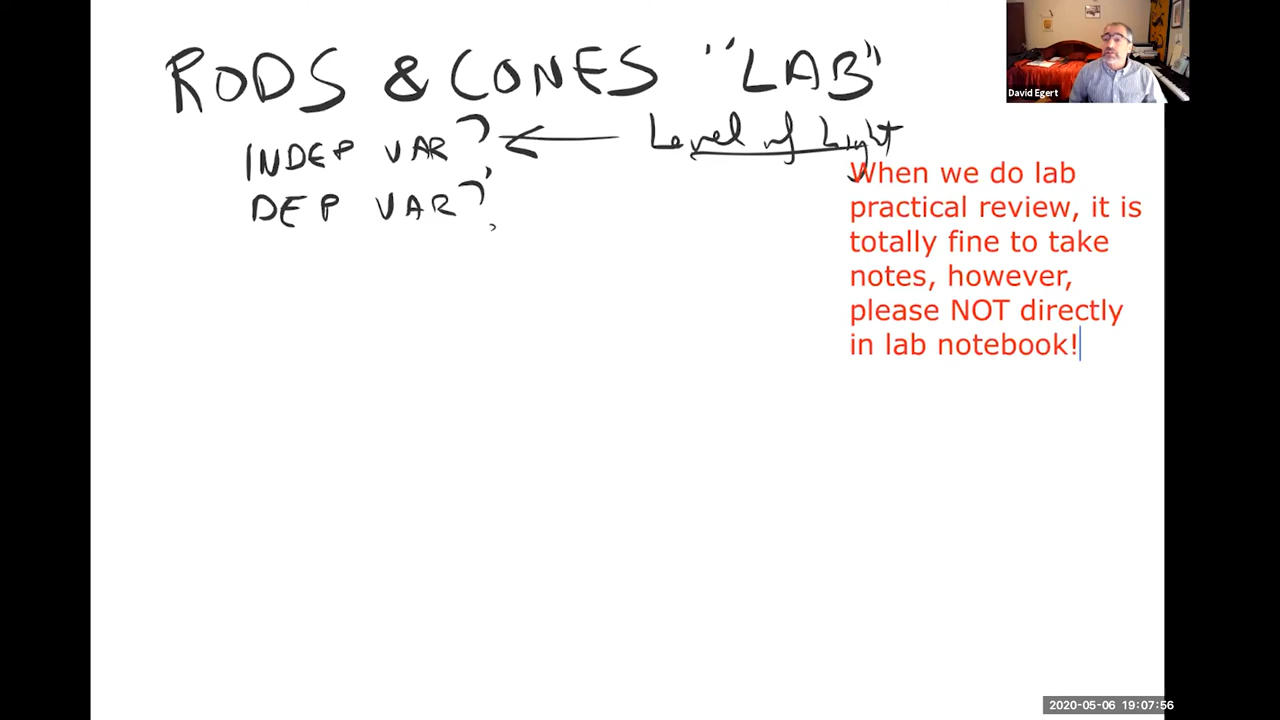 RODS & CONES "LAB"
David Egert
INDEP VAR? ← Level of Light
DEP VAR?
When we do lab
practical review, it is
totally fine to take
notes, however,
please NOT directly
in lab notebook!
2020-05-06 19:07:56